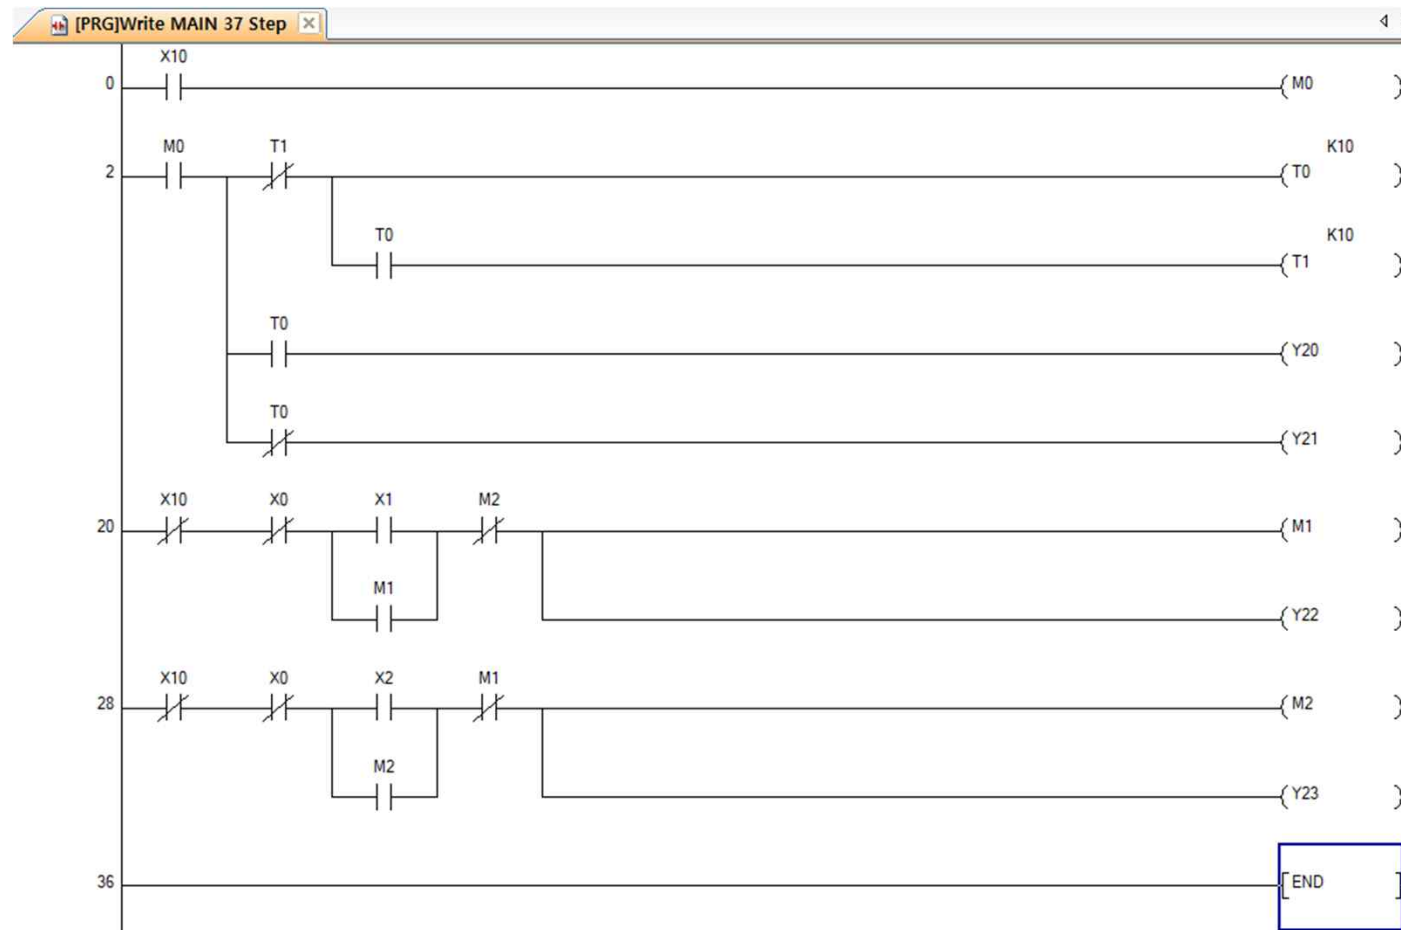 [PRG]Write MAIN 37 Step
X10
0 M0
M0 T1 K10
2 T0
T0 K10
T1
T0
Y20
T0
Y21
X10 X0 X1 M2
20 M1
M1
Y22
X10 X0 X2 M1
28 M2
M2
Y23
36 END